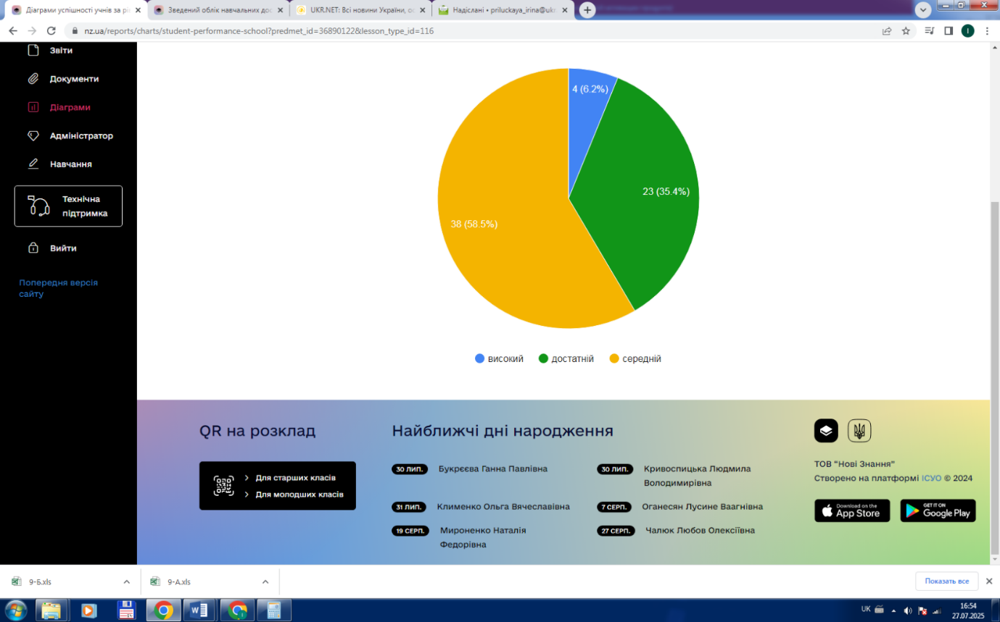 Діаграми успішності учнів за рі
Зведений облік навчальних дос
UKR.NET: Всі новини України, ос
Надіслані • priluckaya_irina@ukr
nz.ua/reports/charts/student-performance-school?predmet_id=36890122&lesson_type_id=116
I
Звіти
Документи
Діаграми
Адміністратор
Навчання
Технічна
підтримка
Вийти
Попередня версія
сайту
4 (6.2%)
23 (35.4%)
38 (58.5%)
високий
достатній
середній
QR на розклад
Для старших класів
Для молодших класів
Найближчі дні народження
30 ЛИП. Букрєєва Ганна Павлівна
30 ЛИП. Кривоспицька Людмила
Володимирівна
31 ЛИП. Клименко Ольга Вячеславівна
7 СЕРП. Оганесян Лусине Ваагнівна
19 СЕРП. Мироненко Наталія
Федорівна
27 СЕРП. Чалюк Любов Олексіївна
ТОВ "Нові Знання"
Створено на платформі ІСУО © 2024
Download on the
App Store
GET IT ON
Google Play
9-Б.xls
9-А.xls
Показать все
UK
16:54
27.07.2025